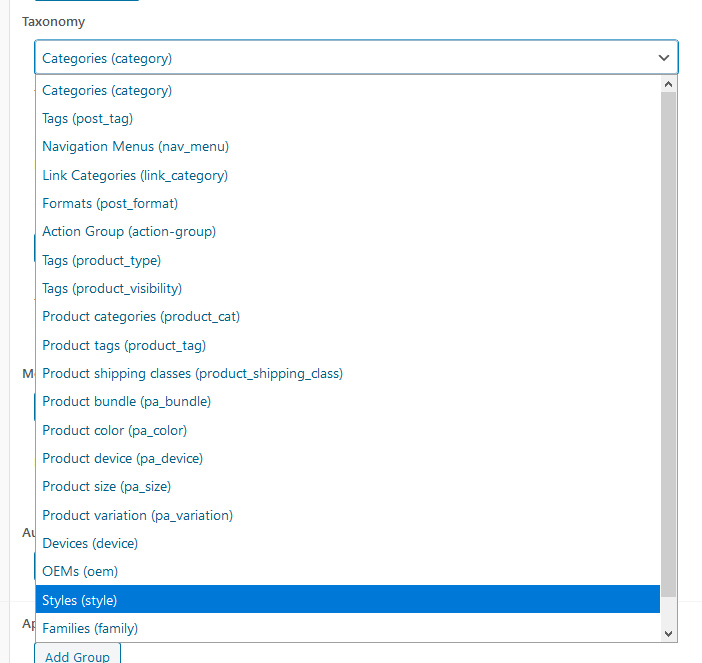 Taxonomy
Categories (category)
Categories (category)
Tags (post_tag)
Navigation Menus (nav_menu)
Link Categories (link_category)
Formats (post_format)
Action Group (action-group)
Tags (product_type)
Tags (product_visibility)
Product categories (product_cat)
Product tags (product_tag)
Product shipping classes (product_shipping_class)
Product bundle (pa_bundle)
Product color (pa_color)
Product device (pa_device)
Product size (pa_size)
Product variation (pa_variation)
Devices (device)
OEMs (oem)
Styles (style)
Families (family)
Add Group